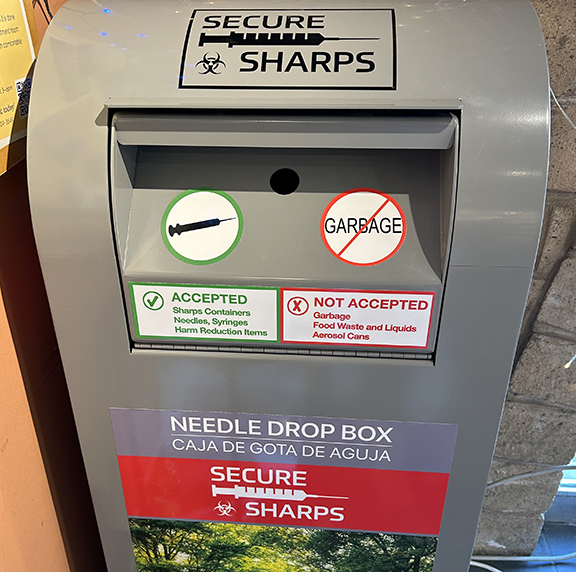 SECURE
SHARPS
GARBAGE
ACCEPTED
Sharps Containers
Needles, Syringes
Harm Reduction Items
NOT ACCEPTED
Garbage
Food Waste and Liquids
Aerosol Cans
NEEDLE DROP BOX
CAJA DE GOTA DE AGUJA
SECURE
SHARPS